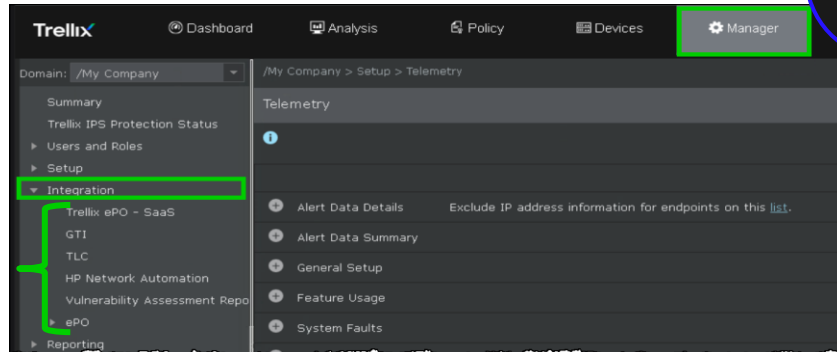 Trellix Dashboard Analysis Policy Devices Manager
Domain: /My Company
/My Company > Setup > Telemetry
Summary
Trellix IPS Protection Status
Users and Roles
Setup
Integration
Trellix ePO - SaaS
GTI
TLC
HP Network Automation
Vulnerability Assessment Repo
ePO
Reporting
Telemetry
Alert Data Details Exclude IP address information for endpoints on this list.
Alert Data Summary
General Setup
Feature Usage
System Faults